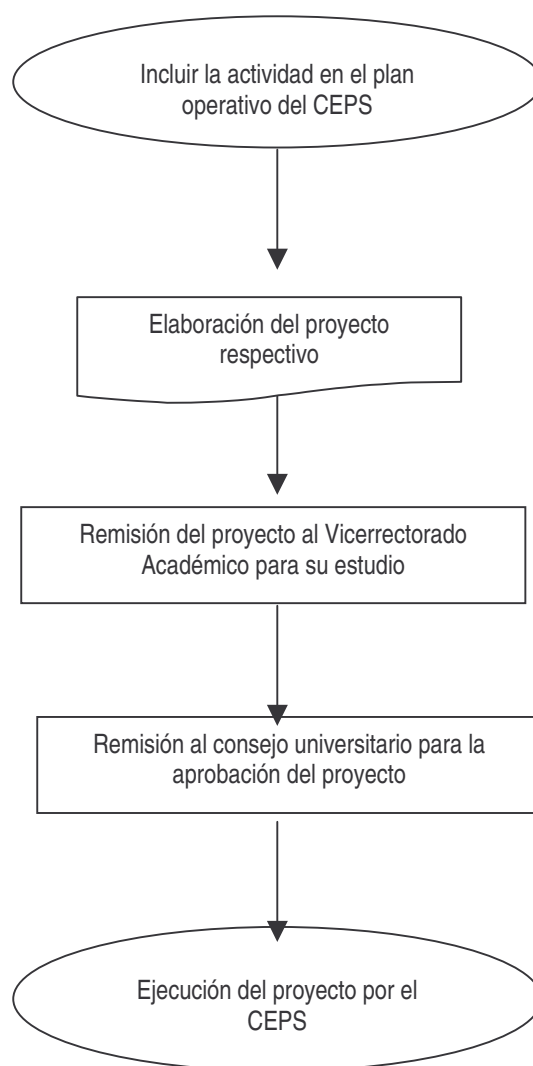 Incluir la actividad en el plan
operativo del CEPS
Elaboración del proyecto
respectivo
Remisión del proyecto al Vicerrectorado
Académico para su estudio
Remisión al consejo universitario para la
aprobación del proyecto
Ejecución del proyecto por el
CEPS